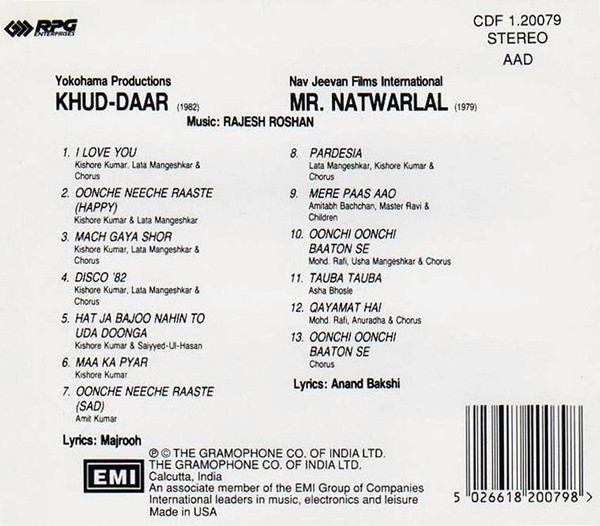 RPG
ENTERPRISES
CDF 1.20079
STEREO
AAD
Yokohama Productions
KHUD-DAAR (1982)
Nav Jeevan Films International
MR. NATWARLAL (1979)
Music: RAJESH ROSHAN
1. I LOVE YOU
Kishore Kumar, Lata Mangeshkar &
Chorus
2. OONCHE NEECHE RAASTE
(HAPPY)
Kishore Kumar & Lata Mangeshkar
3. MACH GAYA SHOR
Kishore Kumar, Lata Mangeshkar &
Chorus
4. DISCO '82
Kishore Kumar, Lata Mangeshkar &
Chorus
5. HAT JA BAJOO NAHIN TO
UDA DOONGA
Kishore Kumar & Saiyyed-Ul-Hasan
6. MAA KA PYAR
Kishore Kumar
7. OONCHE NEECHE RAASTE
(SAD)
Amit Kumar
Lyrics: Majrooh
8. PARDESIA
Lata Mangeshkar, Kishore Kumar &
Chorus
9. MERE PAAS AAO
Amitabh Bachchan, Master Ravi &
Children
10. OONCHI OONCHI
BAATON SE
Mohd. Rafi, Usha Mangeshkar & Chorus
11. TAUBA TAUBA
Asha Bhosle
12. QAYAMAT HAI
Mohd. Rafi, Anuradha & Chorus
13. OONCHI OONCHI
BAATON SE
Chorus
Lyrics: Anand Bakshi
EMI
℗ © THE GRAMOPHONE CO. OF INDIA LTD.
THE GRAMOPHONE CO. OF INDIA LTD.
Calcutta, India
An associate member of the EMI Group of Companies
International leaders in music, electronics and leisure
Made in USA
5 026618 200798 >